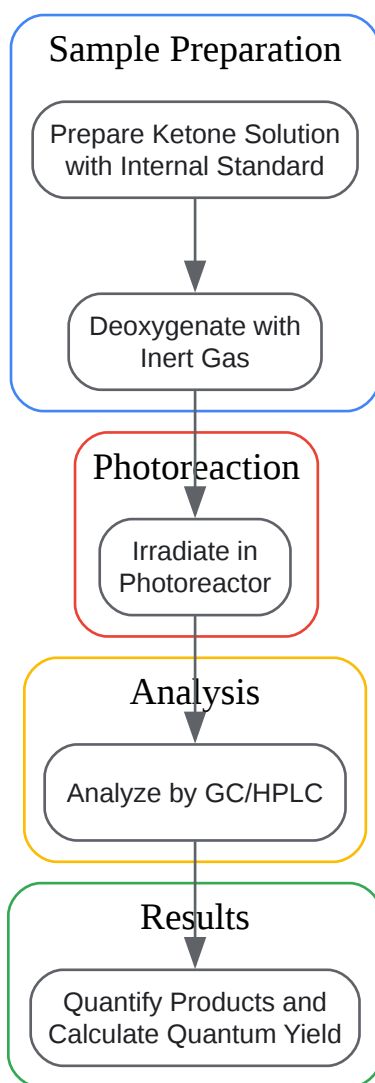 Sample Preparation
Prepare Ketone Solution
with Internal Standard
Deoxygenate with
Inert Gas
Photoreaction
Irradiate in
Photoreactor
Analysis
Analyze by GC/HPLC
Results
Quantify Products and
Calculate Quantum Yield